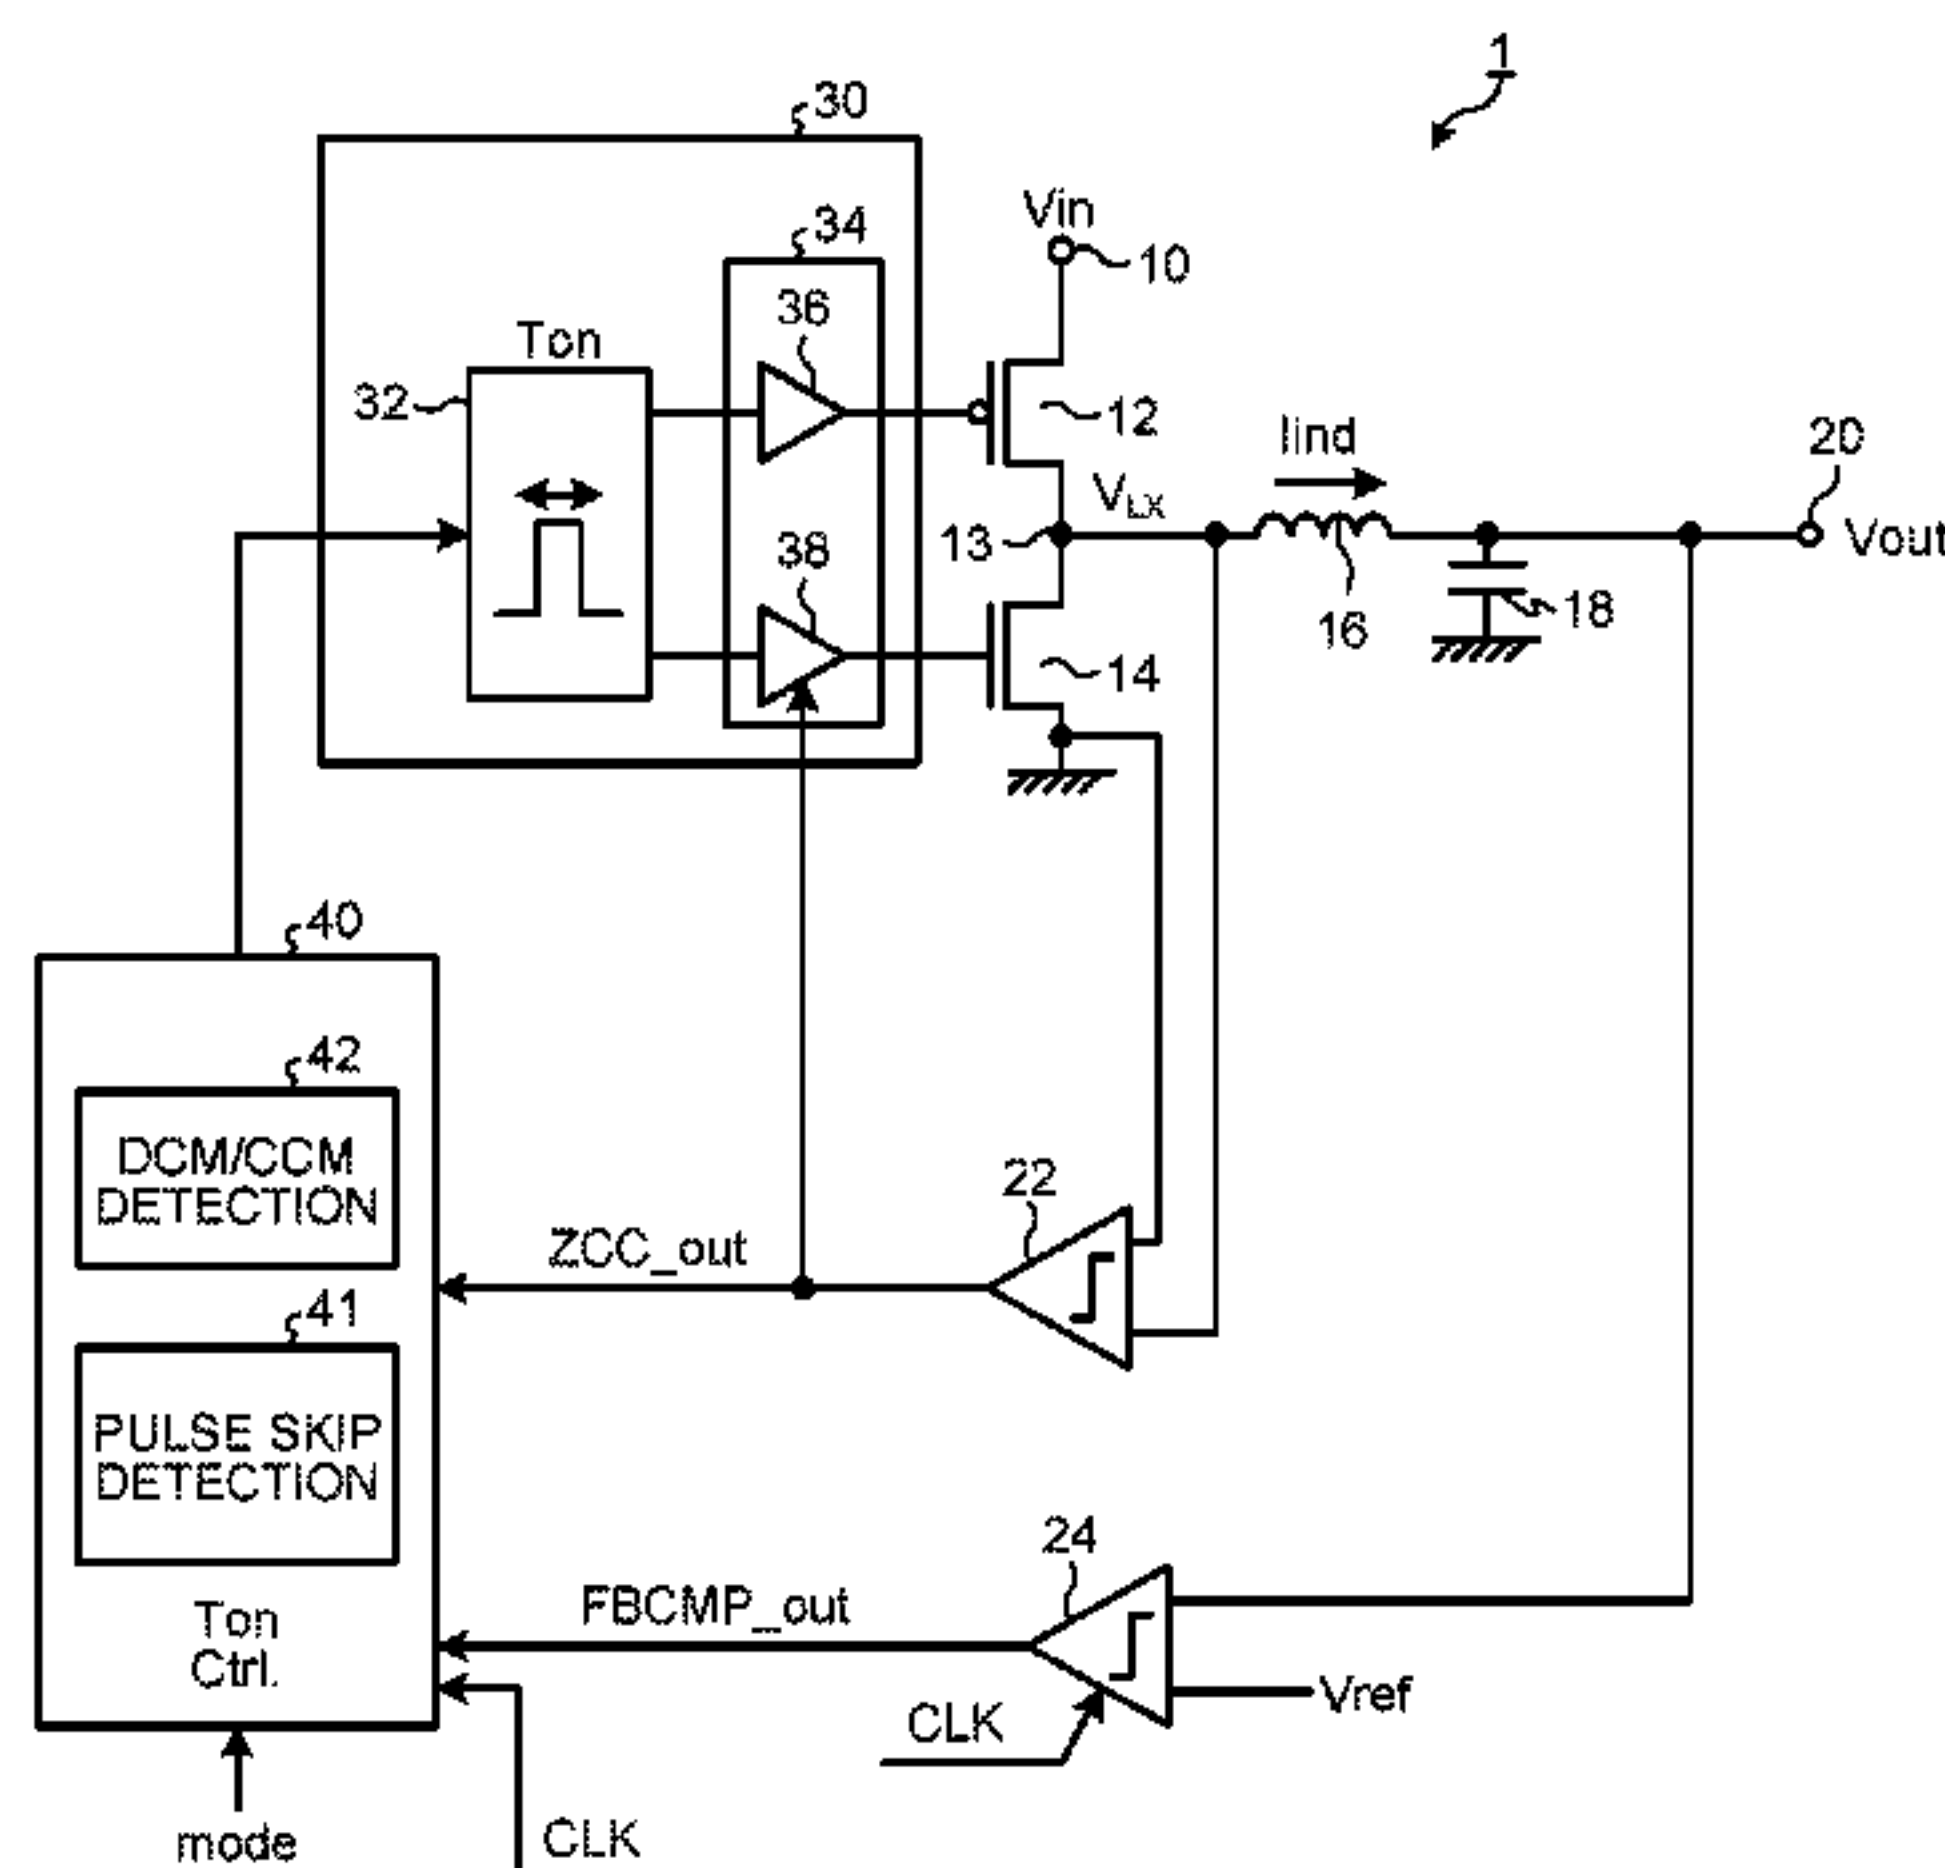 1
30
Vin
10
34
36
Ton
32
12
Iind
20
VLX
13
Vout
38
16
18
14
40
42
DCM/CCM
DETECTION
22
ZCC_out
41
PULSE SKIP
DETECTION
24
FBCMP_out
Ton
Ctrl.
Vref
CLK
mode
CLK